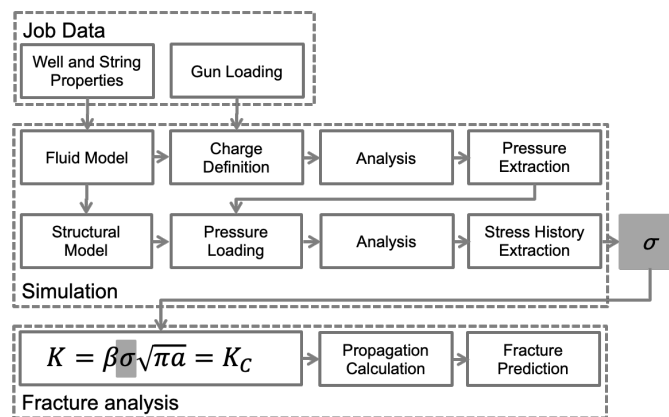 Job Data
Well and String
Properties
Gun Loading
Fluid Model
Charge
Definition
Analysis
Pressure
Extraction
Structural
Model
Pressure
Loading
Analysis
Stress History
Extraction
σ
Simulation
K = βσ√πa = K_C
Propagation
Calculation
Fracture
Prediction
Fracture analysis